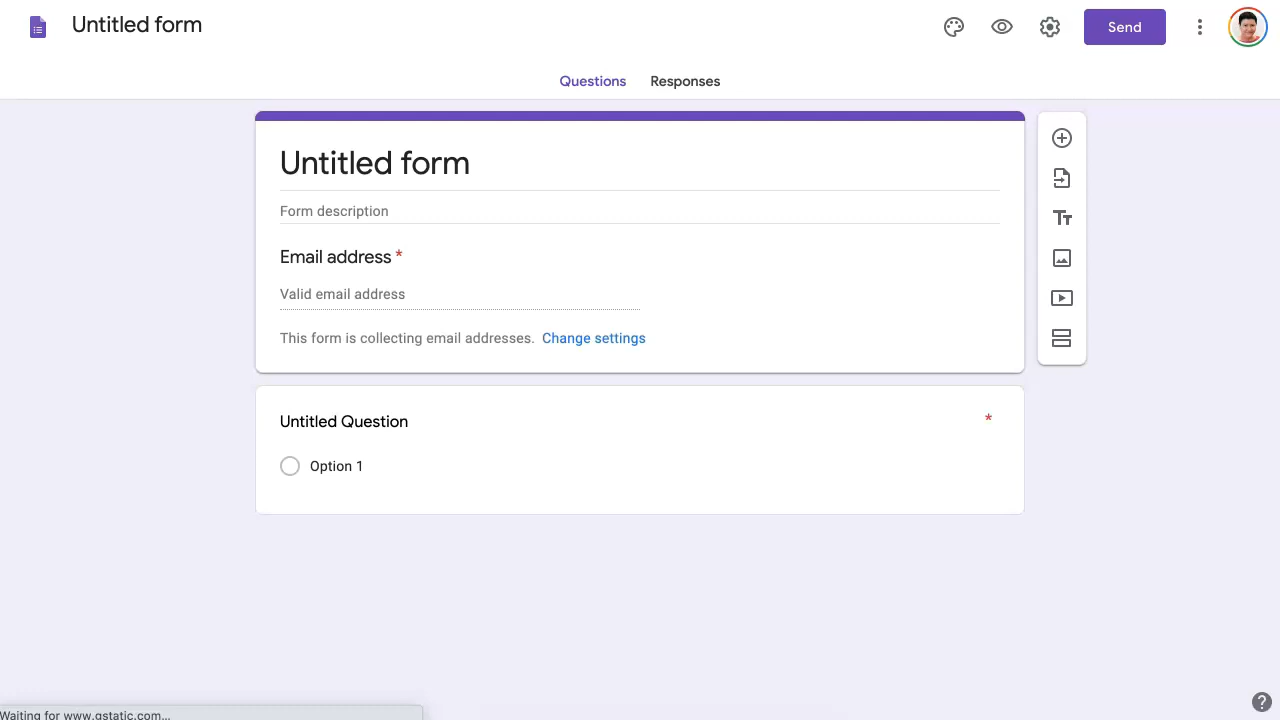 Untitled form
Send
Questions Responses
Untitled form
Form description
Email address *
Valid email address
This form is collecting email addresses. Change settings
Untitled Question *
Option 1
Waiting for www.gstatic.com...